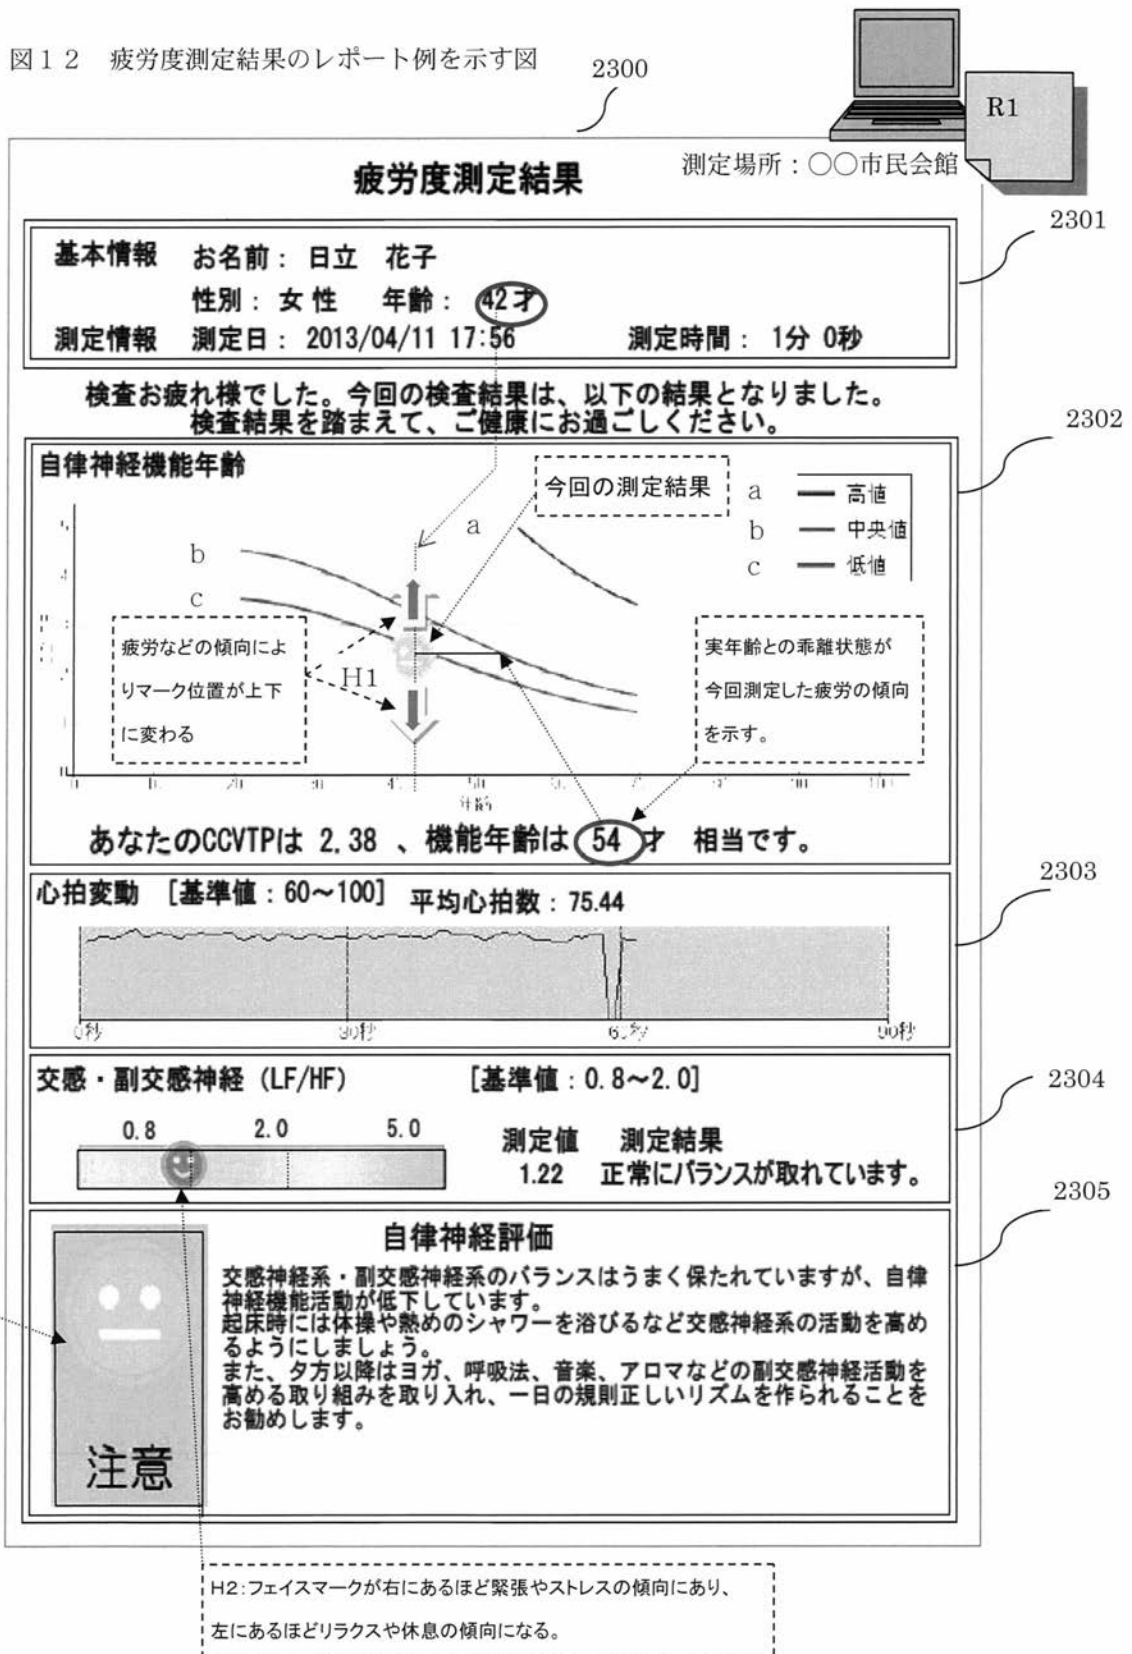 図１２　疲労度測定結果のレポート例を示す図
2300
R1
測定場所：〇〇市民会館
疲労度測定結果
2301
基本情報　お名前： 日立　花子
性別： 女性　年齢： 42才
測定情報　測定日： 2013/04/11 17:56　測定時間： 1分 0秒
検査お疲れ様でした。今回の検査結果は、以下の結果となりました。
検査結果を踏まえて、ご健康にお過ごしください。
2302
自律神経機能年齢
今回の測定結果
a 高値
b 中央値
c 低値
a
b
c
疲労などの傾向によ
りマーク位置が上下
に変わる
H1
実年齢との乖離状態が
今回測定した疲労の傾向
を示す。
年齢
あなたのCCVTPは 2.38 、機能年齢は 54 才　相当です。
2303
心拍変動　[基準値：60～100]　平均心拍数：75.44
0秒 30秒 60秒 90秒
2304
交感・副交感神経（LF/HF）　[基準値：0.8～2.0]
0.8 2.0 5.0
測定値　測定結果
1.22　正常にバランスが取れています。
2305
自律神経評価
交感神経系・副交感神経系のバランスはうまく保たれていますが、自律
神経機能活動が低下しています。
起床時には体操や熱めのシャワーを浴びるなど交感神経系の活動を高め
るようにしましょう。
また、夕方以降はヨガ、呼吸法、音楽、アロマなどの副交感神経活動を
高める取り組みを取り入れ、一日の規則正しいリズムを作られることを
お勧めします。
注意
H2:フェイスマークが右にあるほど緊張やストレスの傾向にあり、
左にあるほどリラクスや休息の傾向になる。